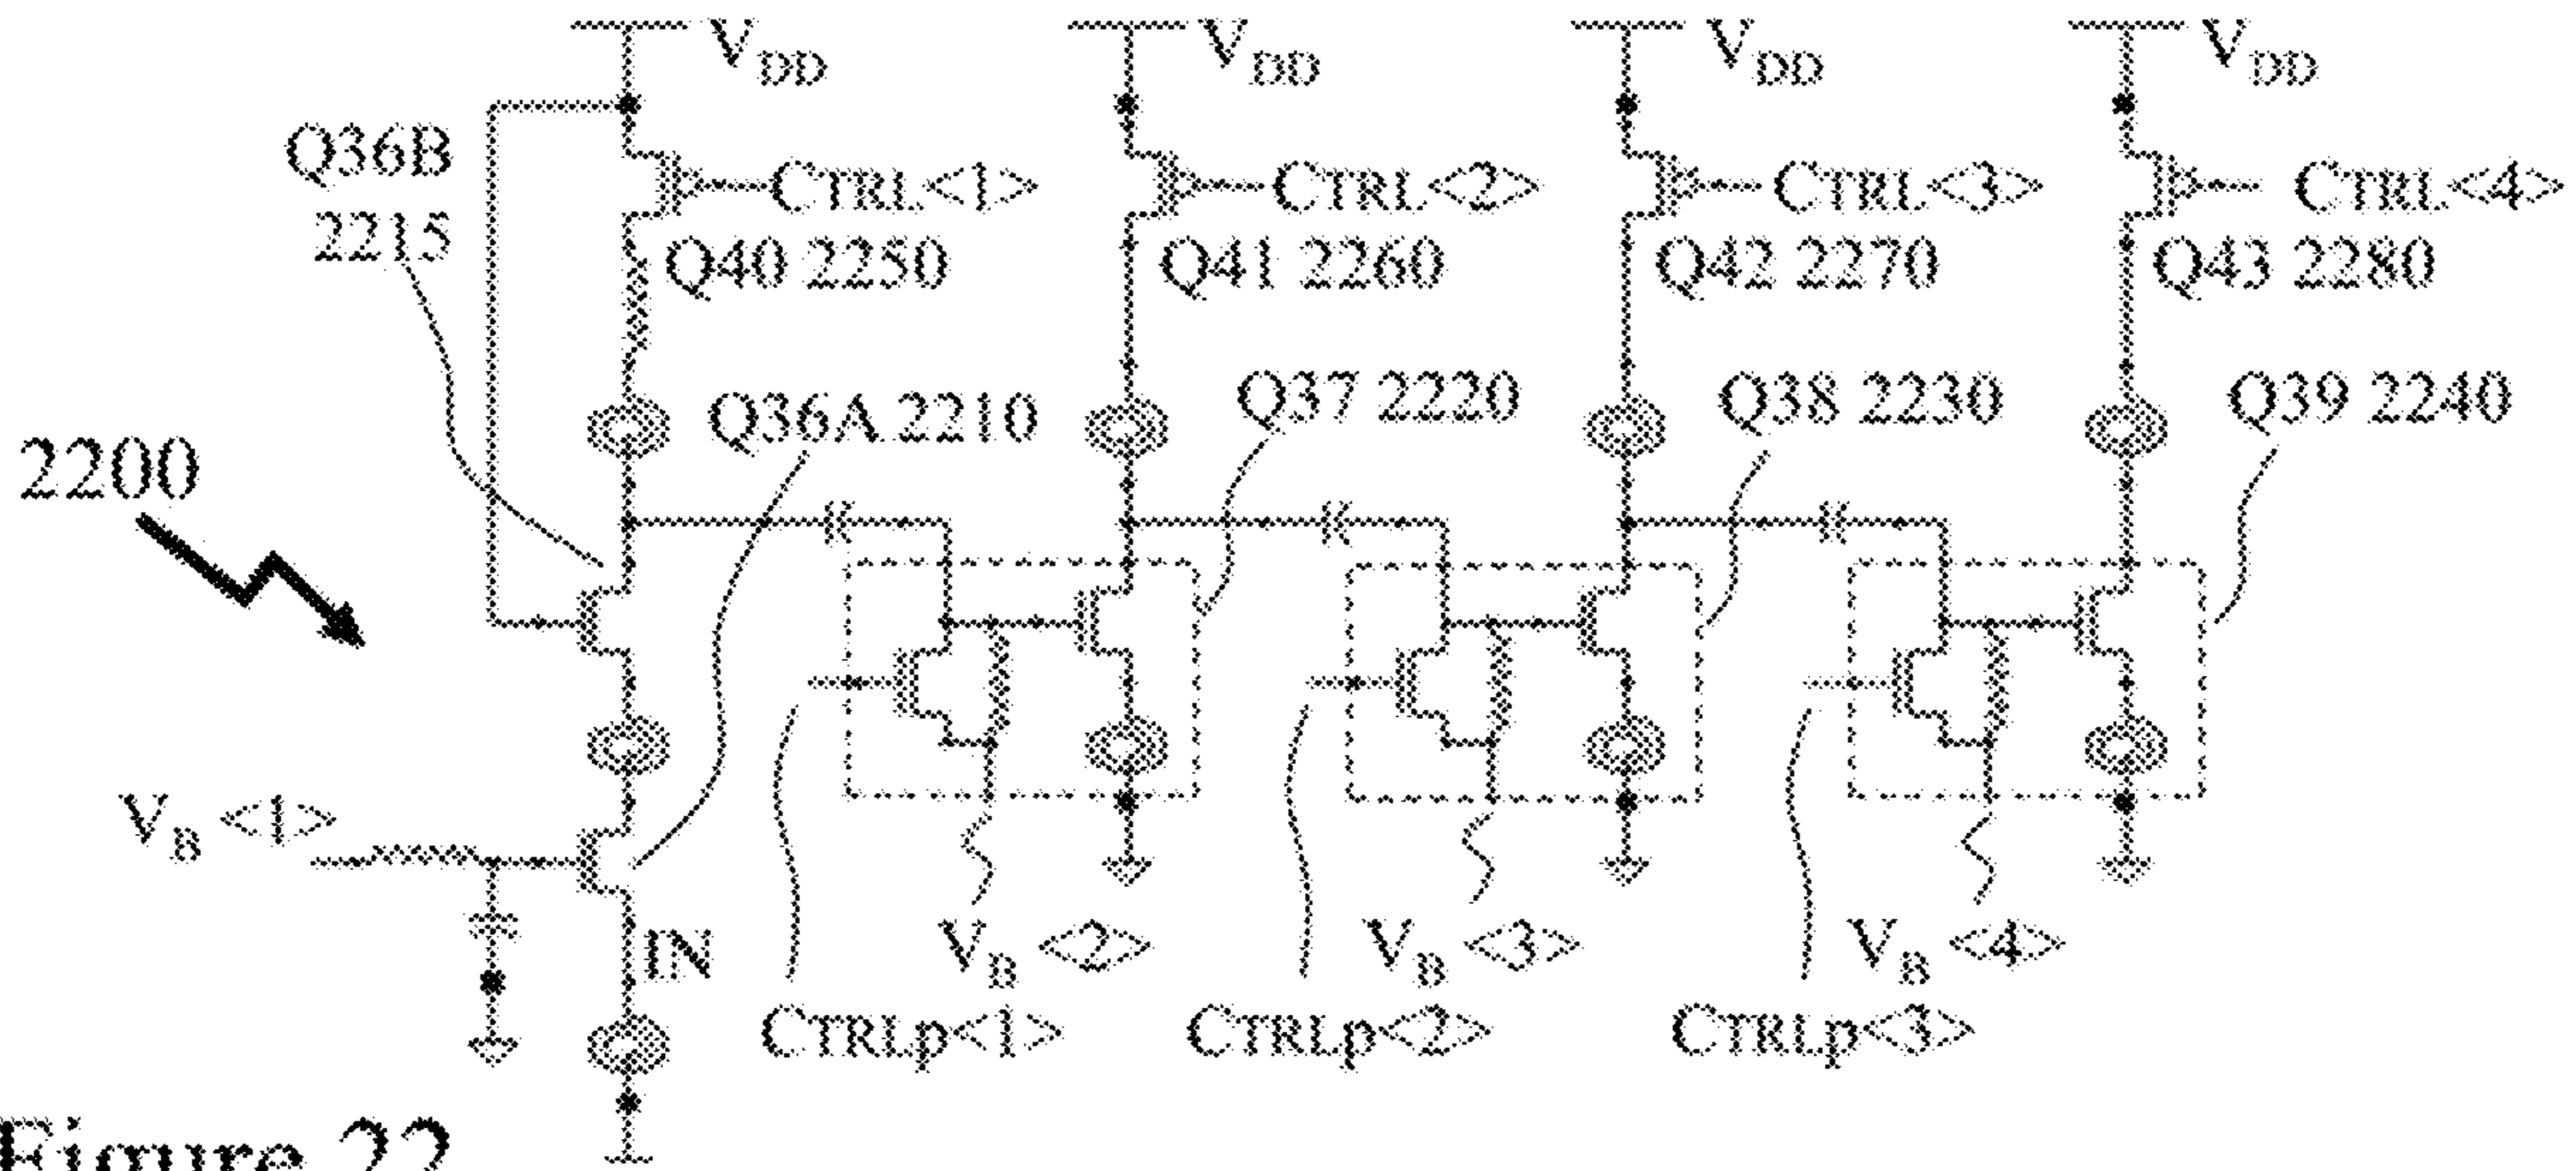 VDD VDD VDD VDD
Q36B
2215
CTRL<1> CTRL<2> CTRL<3> CTRL<4>
Q40 2250 Q41 2260 Q42 2270 Q43 2280
Q36A 2210 Q37 2220 Q38 2230 Q39 2240
2200
VB <1>
IN
VB <2> VB <3> VB <4>
CTRLp<1> CTRLp<2> CTRLp<3>
Figure 22